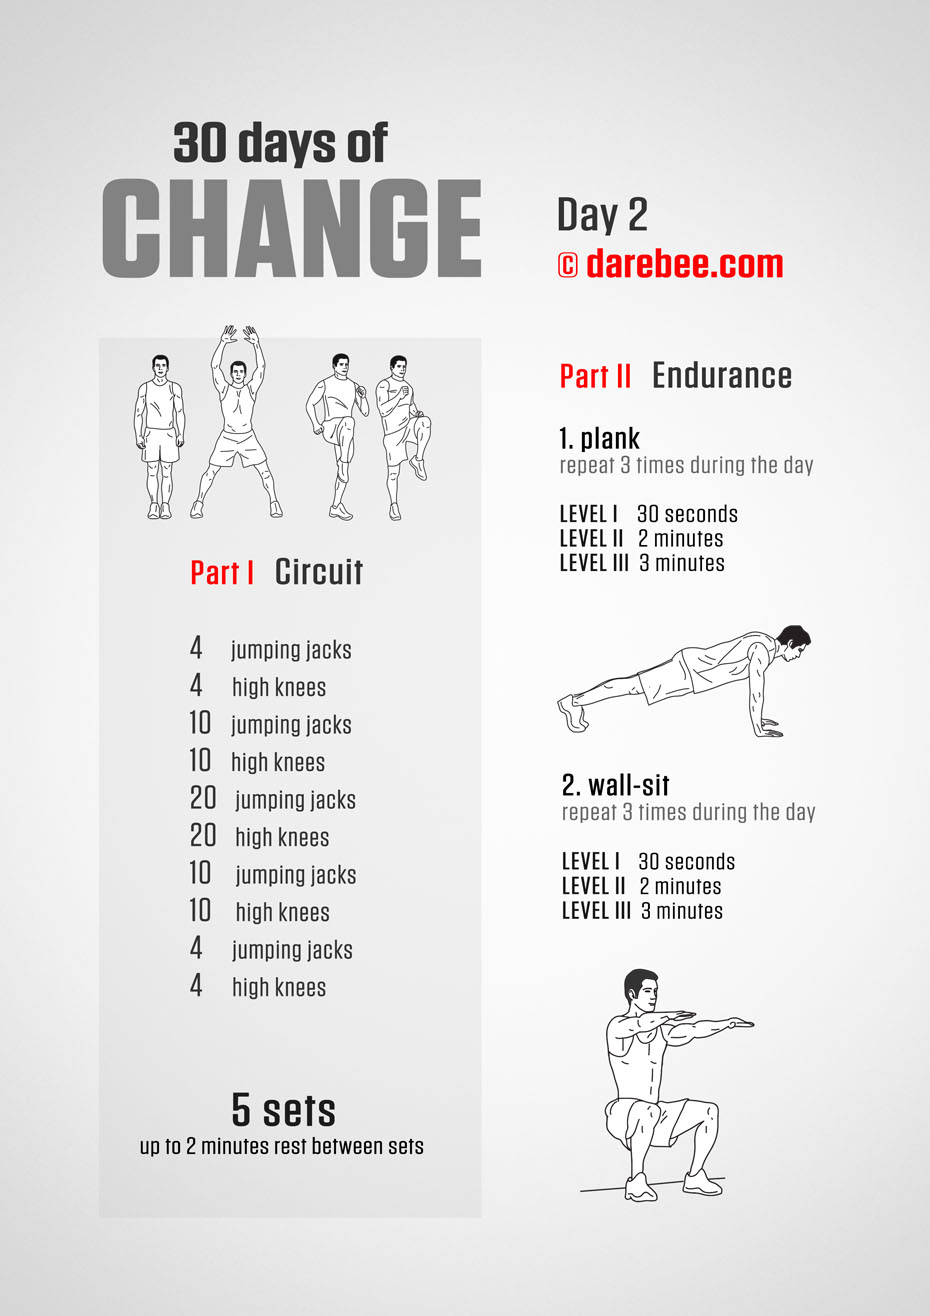 30 days of
CHANGE
Day 2
© darebee.com
Part I Circuit
4 jumping jacks
4 high knees
10 jumping jacks
10 high knees
20 jumping jacks
20 high knees
10 jumping jacks
10 high knees
4 jumping jacks
4 high knees
5 sets
up to 2 minutes rest between sets
Part II Endurance
1. plank
repeat 3 times during the day
LEVEL I 30 seconds
LEVEL II 2 minutes
LEVEL III 3 minutes
2. wall-sit
repeat 3 times during the day
LEVEL I 30 seconds
LEVEL II 2 minutes
LEVEL III 3 minutes